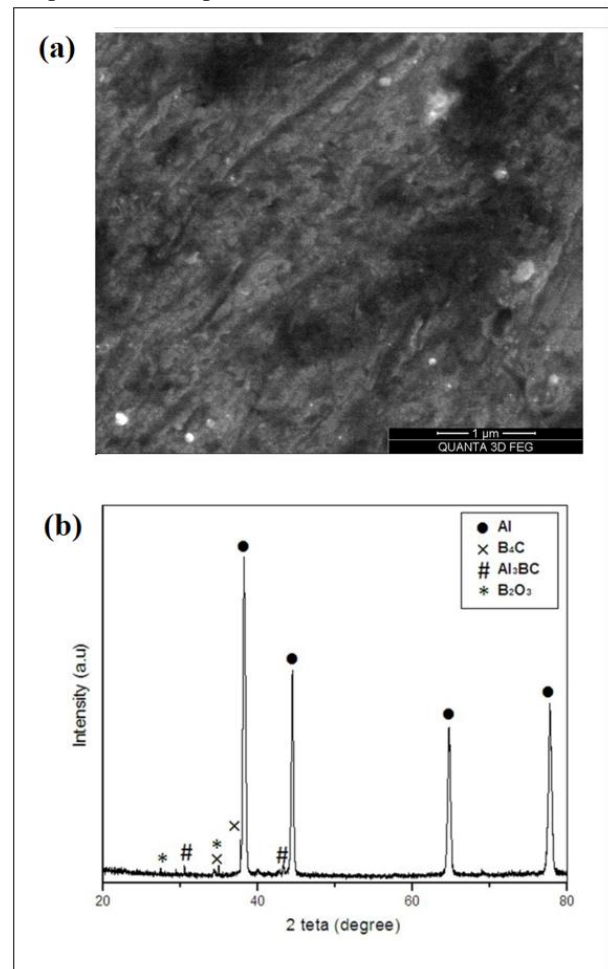 (a)
1 µm
QUANTA 3D FEG
(b)
● Al
× B₄C
# Al₃BC
* B₂O₃
Intensity (a.u)
20 40 60 80
2 teta (degree)